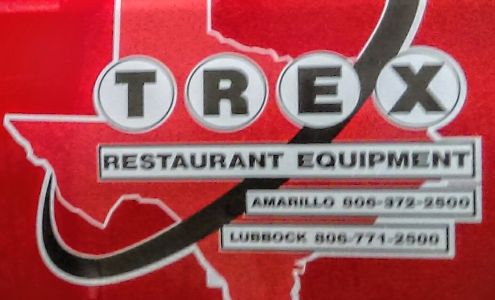 TREX
RESTAURANT EQUIPMENT
AMARILLO 806-372-2500
LUBBOCK 806-771-2500